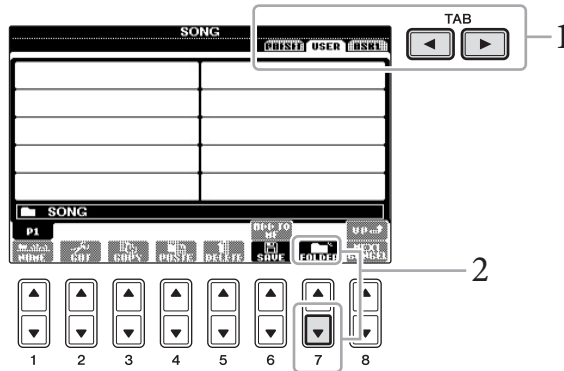 SONG
TAB
PRESET USER USB1
1
SONG
P1
ADD TO MF
UP
NAME CUT COPY PASTE DELETE SAVE FOLDER
2
1 2 3 4 5 6 7 8